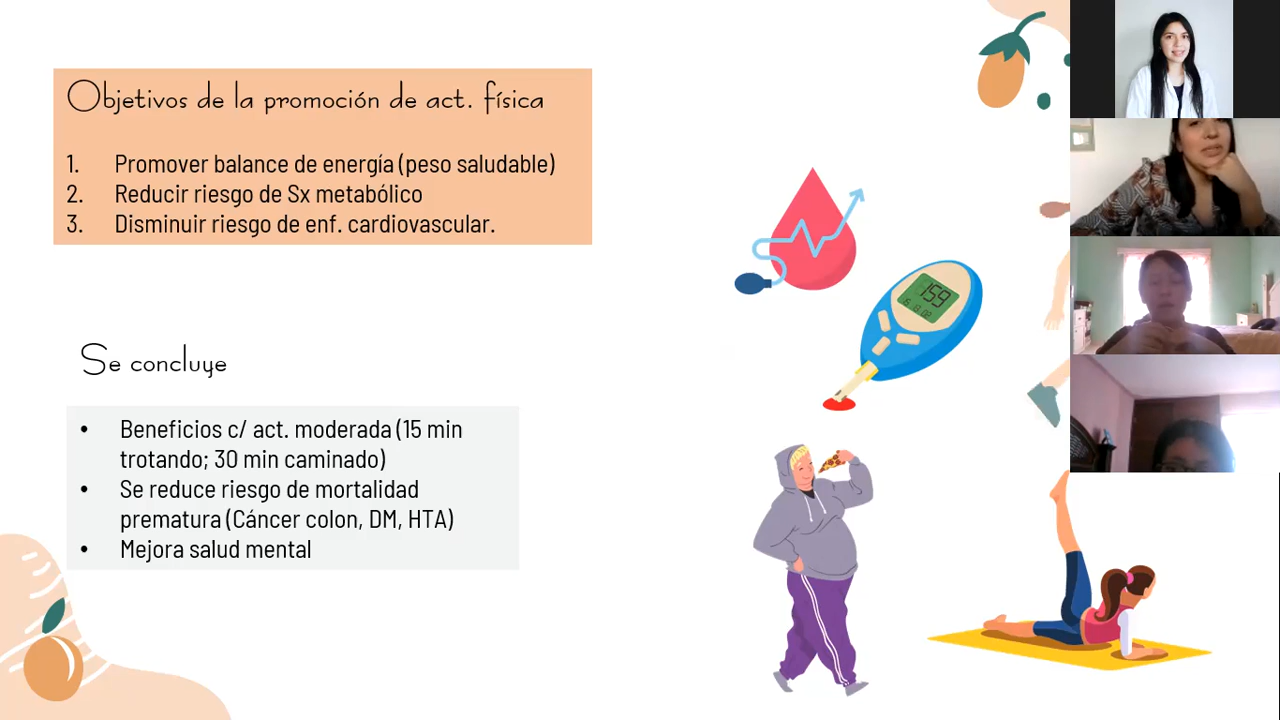 Objetivos de la promoción de act. física
1. Promover balance de energía (peso saludable)
2. Reducir riesgo de Sx metabólico
3. Disminuir riesgo de enf. cardiovascular.
159
Se concluye
• Beneficios c/ act. moderada (15 min
trotando; 30 min caminado)
• Se reduce riesgo de mortalidad
prematura (Cáncer colon, DM, HTA)
• Mejora salud mental